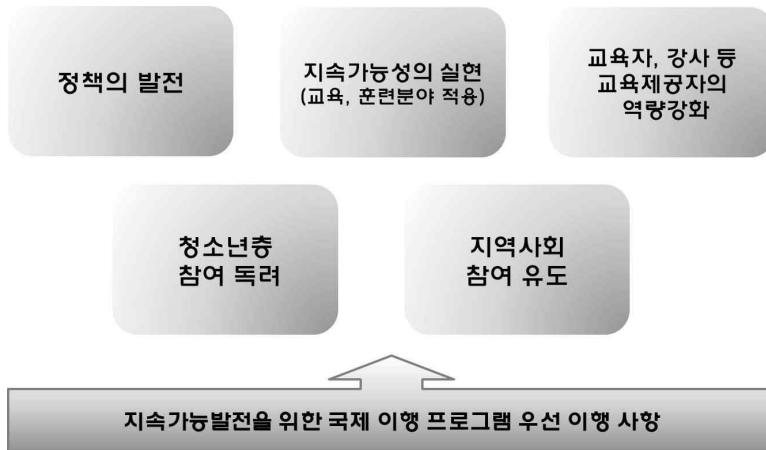 정책의 발전
지속가능성의 실현
(교육, 훈련분야 적용)
교육자, 강사 등
교육제공자의
역량강화
청소년층
참여 독려
지역사회
참여 유도
지속가능발전을 위한 국제 이행 프로그램 우선 이행 사항